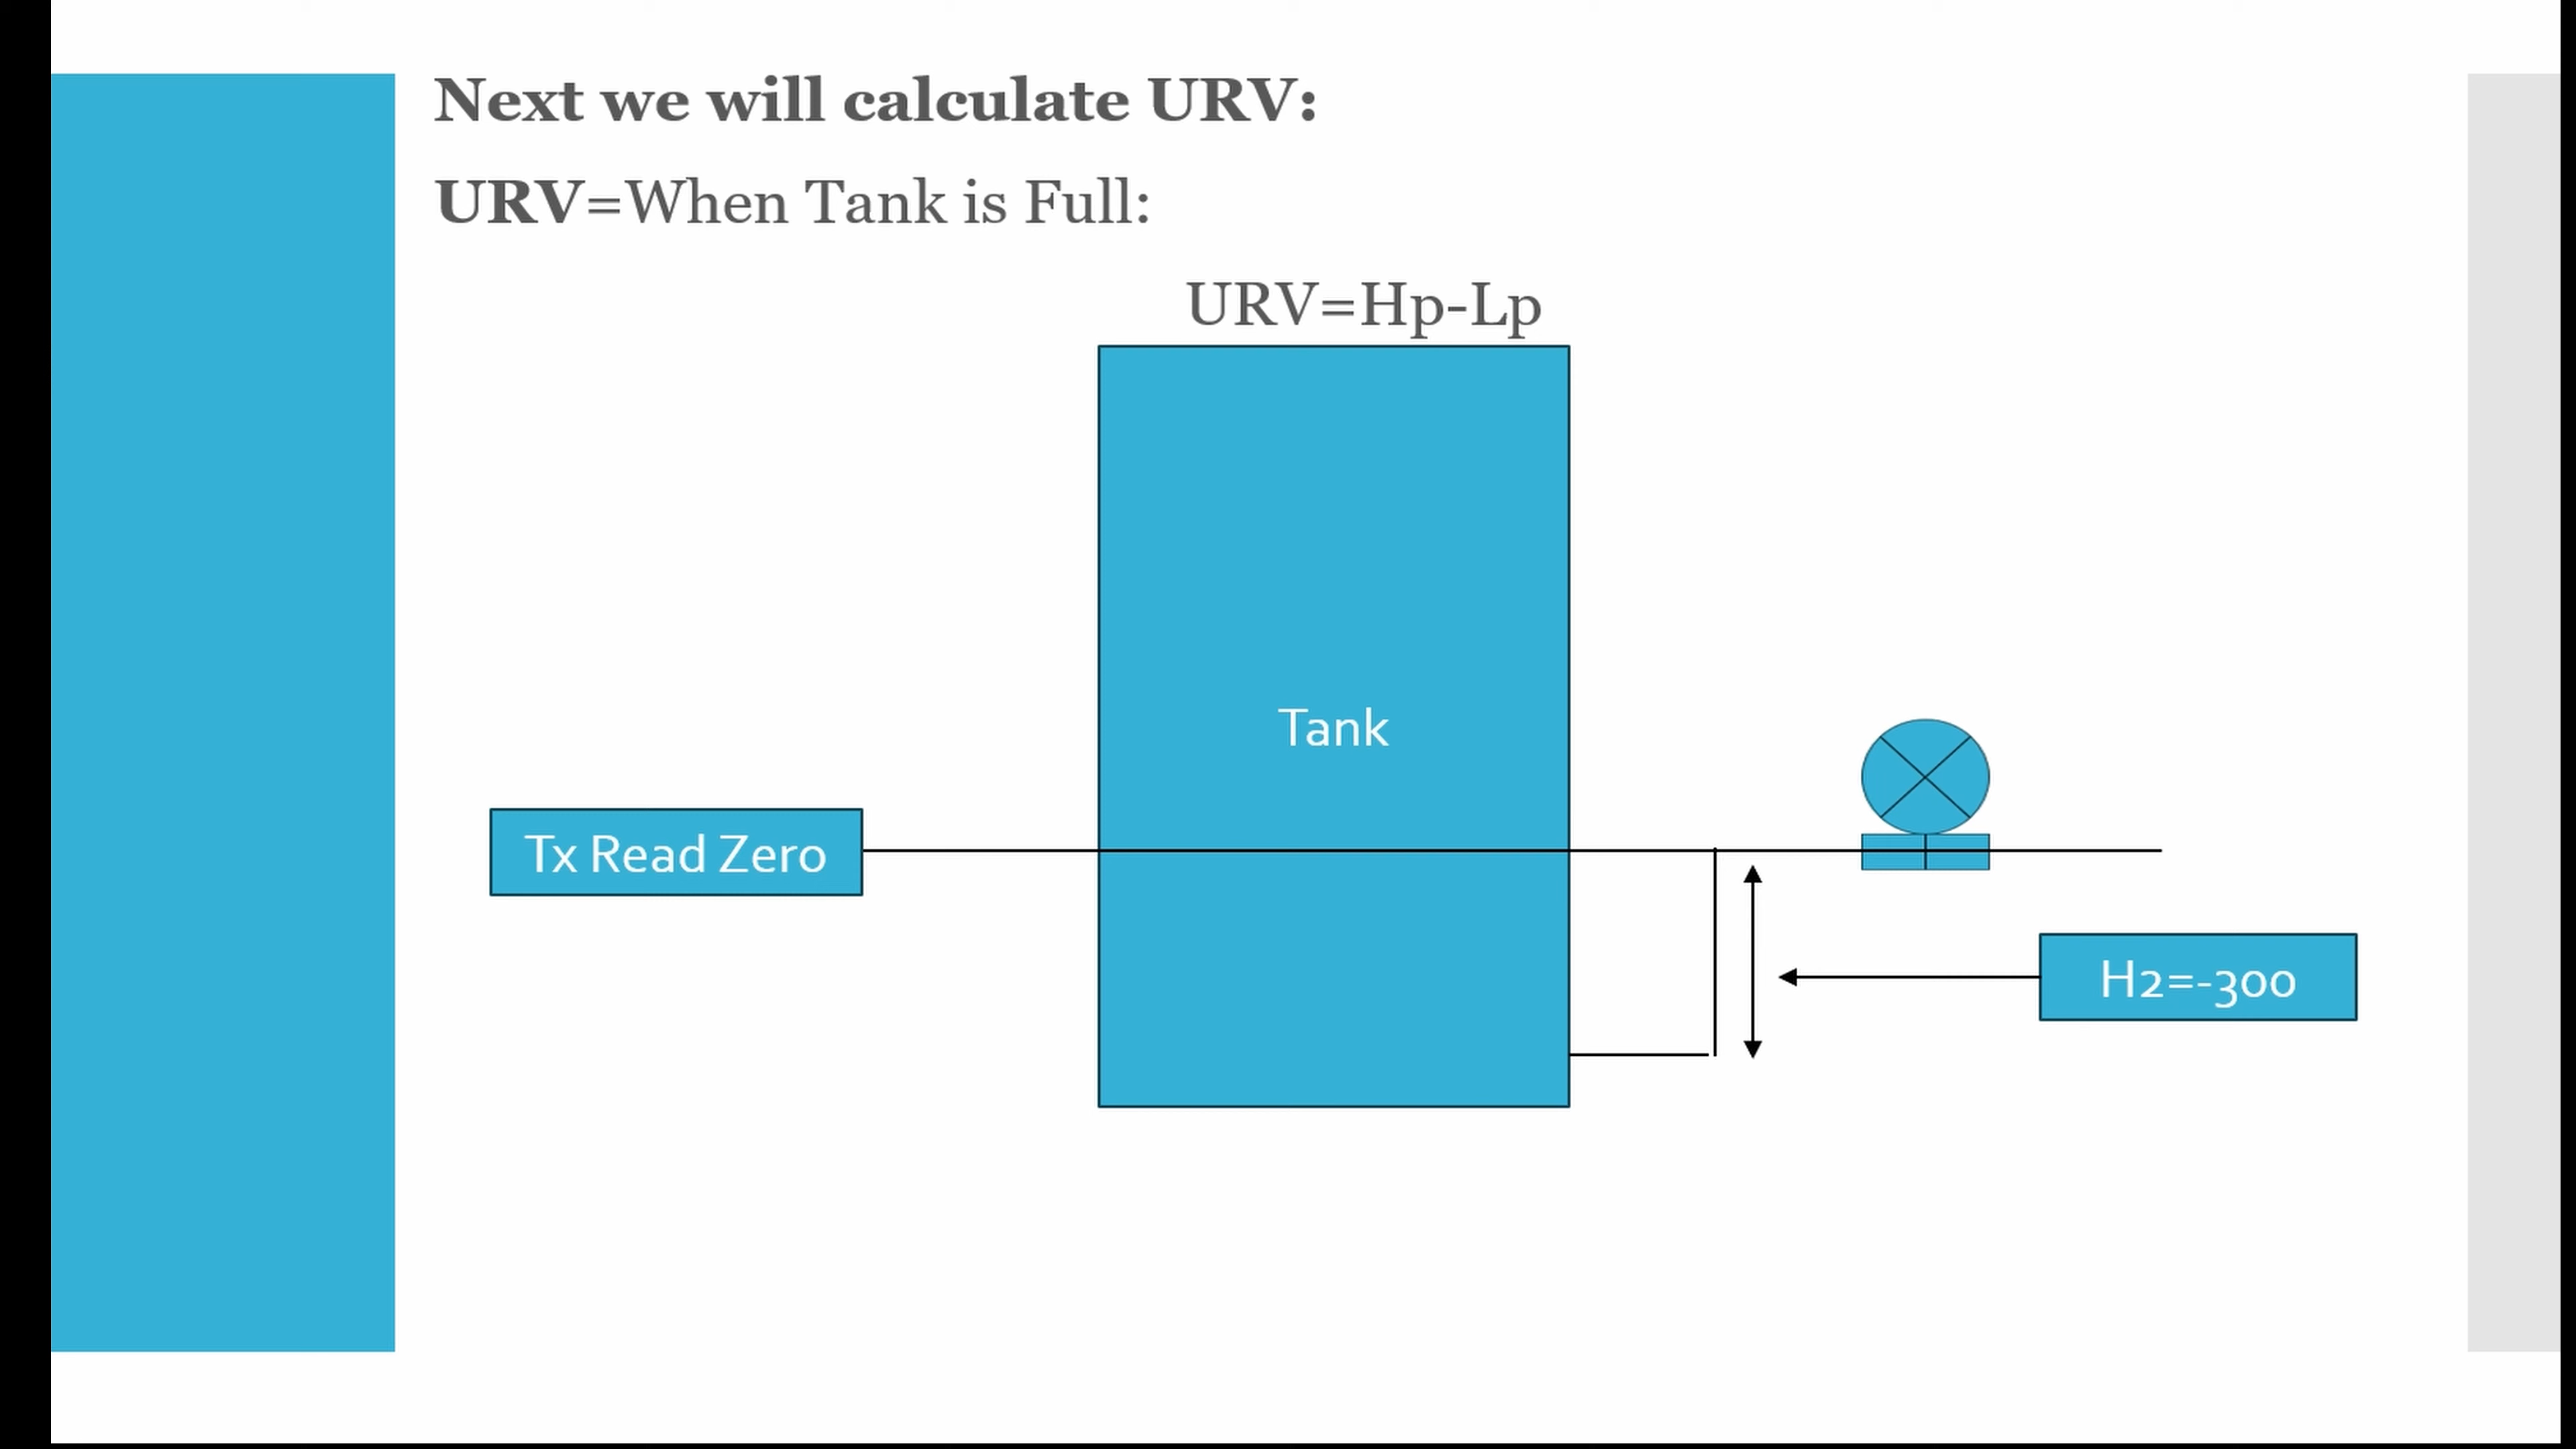 Next we will calculate URV:
URV=When Tank is Full:
URV=Hp-Lp
Tank
Tx Read Zero
H2=-300